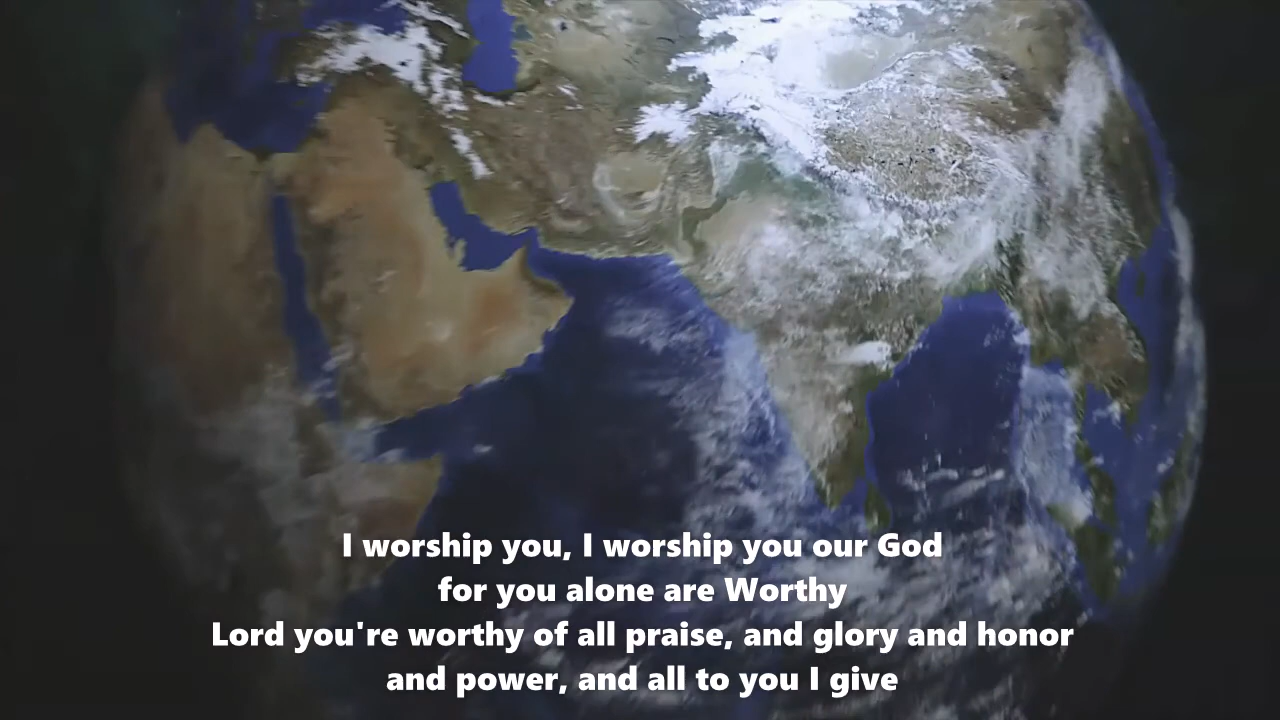 I worship you, I worship you our God
for you alone are Worthy
Lord you're worthy of all praise, and glory and honor
and power, and all to you I give